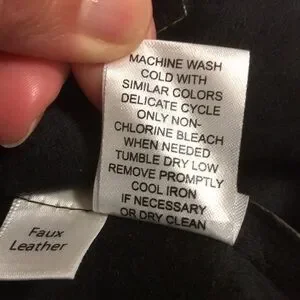 MACHINE WASH
COLD WITH
SIMILAR COLORS
DELICATE CYCLE
ONLY NON-
CHLORINE BLEACH
WHEN NEEDED
TUMBLE DRY LOW
REMOVE PROMPTLY
COOL IRON
IF NECESSARY
OR DRY CLEAN
Faux
Leather